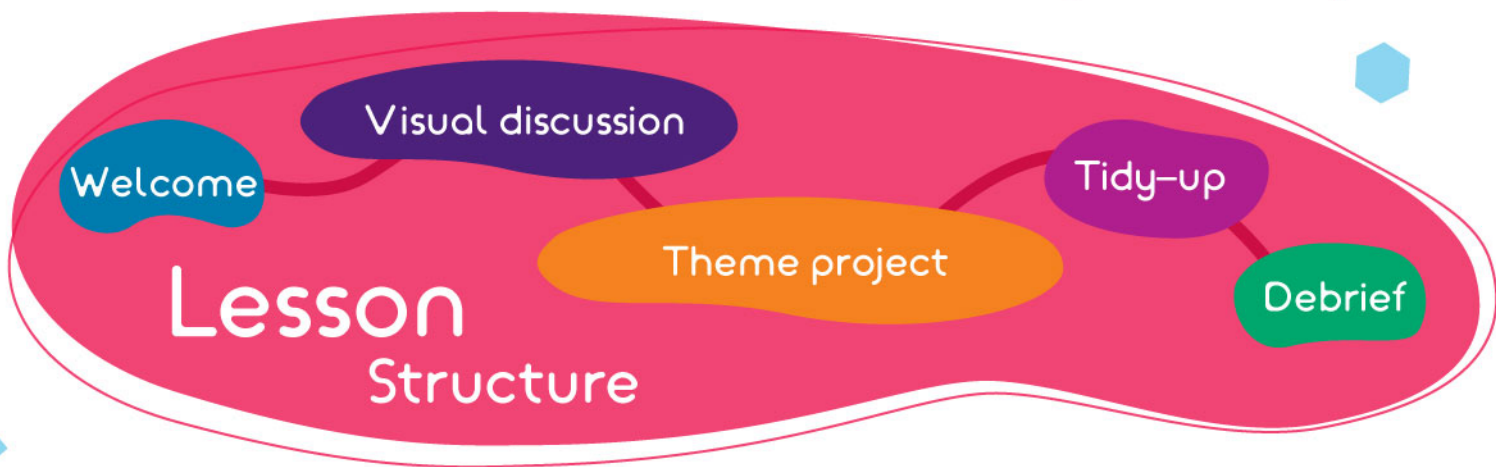 Welcome
Visual discussion
Theme project
Tidy–up
Debrief
Lesson
Structure